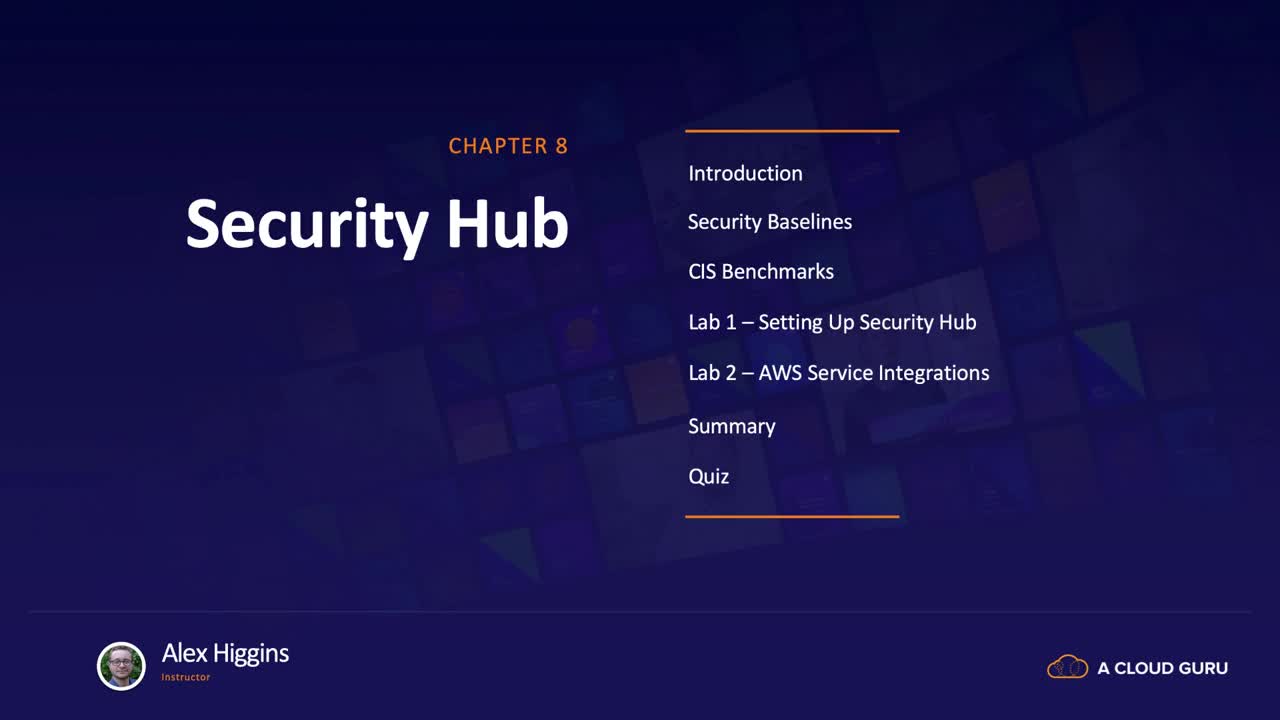 CHAPTER 8
Security Hub
Introduction
Security Baselines
CIS Benchmarks
Lab 1 – Setting Up Security Hub
Lab 2 – AWS Service Integrations
Summary
Quiz
Alex Higgins
Instructor
A CLOUD GURU